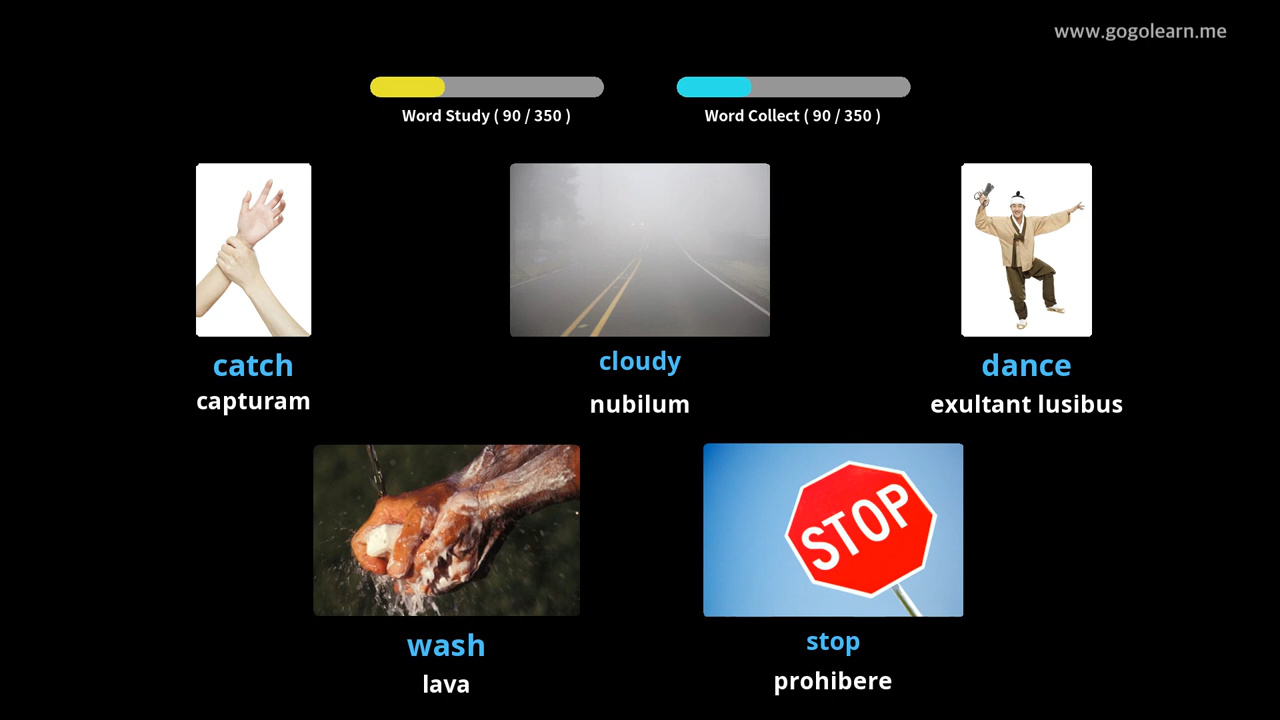 www.gogolearn.me
Word Study ( 90 / 350 )
Word Collect ( 90 / 350 )
catch
capturam
cloudy
nubilum
dance
exultant lusibus
STOP
wash
lava
stop
prohibere